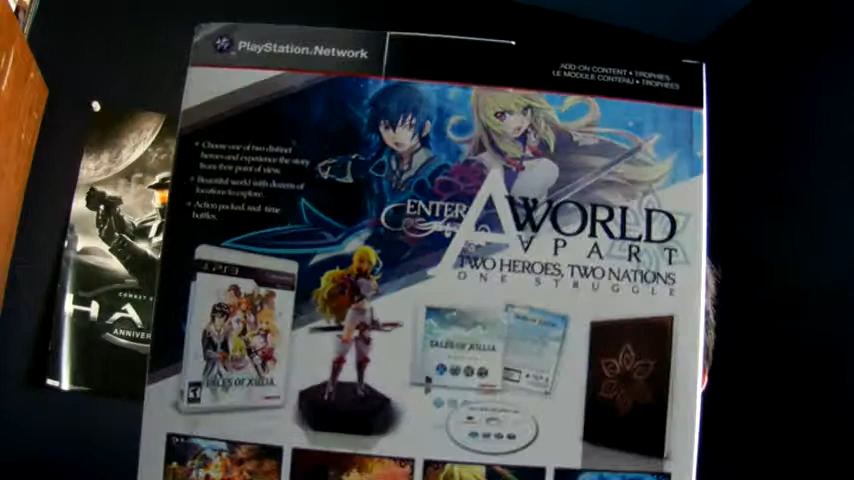 PlayStation®Network
ADD-ON CONTENT • TROPHIES
LE MODULE CONTENU • TROPHÉES
• Choose one of two distinct
heroes and experience the story
from their point of view.
• Beautiful world with dozens of
locations to explore.
• Action packed, real-time
battles.
ENTER A WORLD
APART
TWO HEROES, TWO NATIONS
ONE STRUGGLE
PS3
TALES OF XILLIA
T
TALES OF XILLIA
HA
ANNIVER